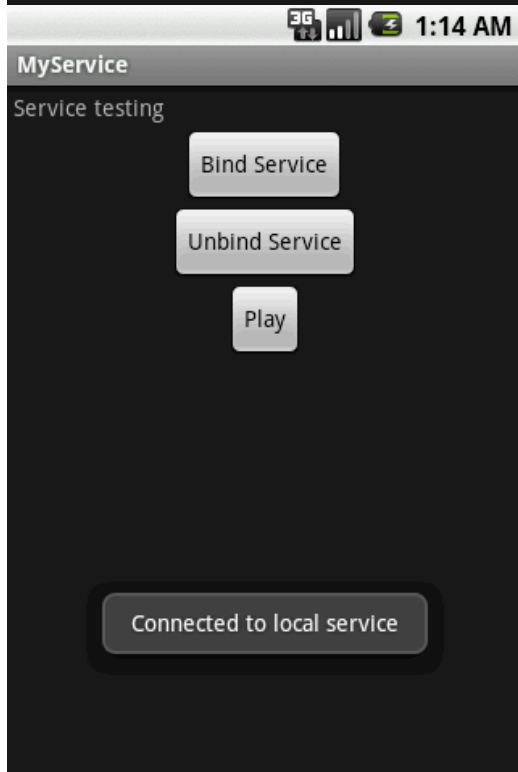 3G 1:14 AM
MyService
Service testing
Bind Service
Unbind Service
Play
Connected to local service